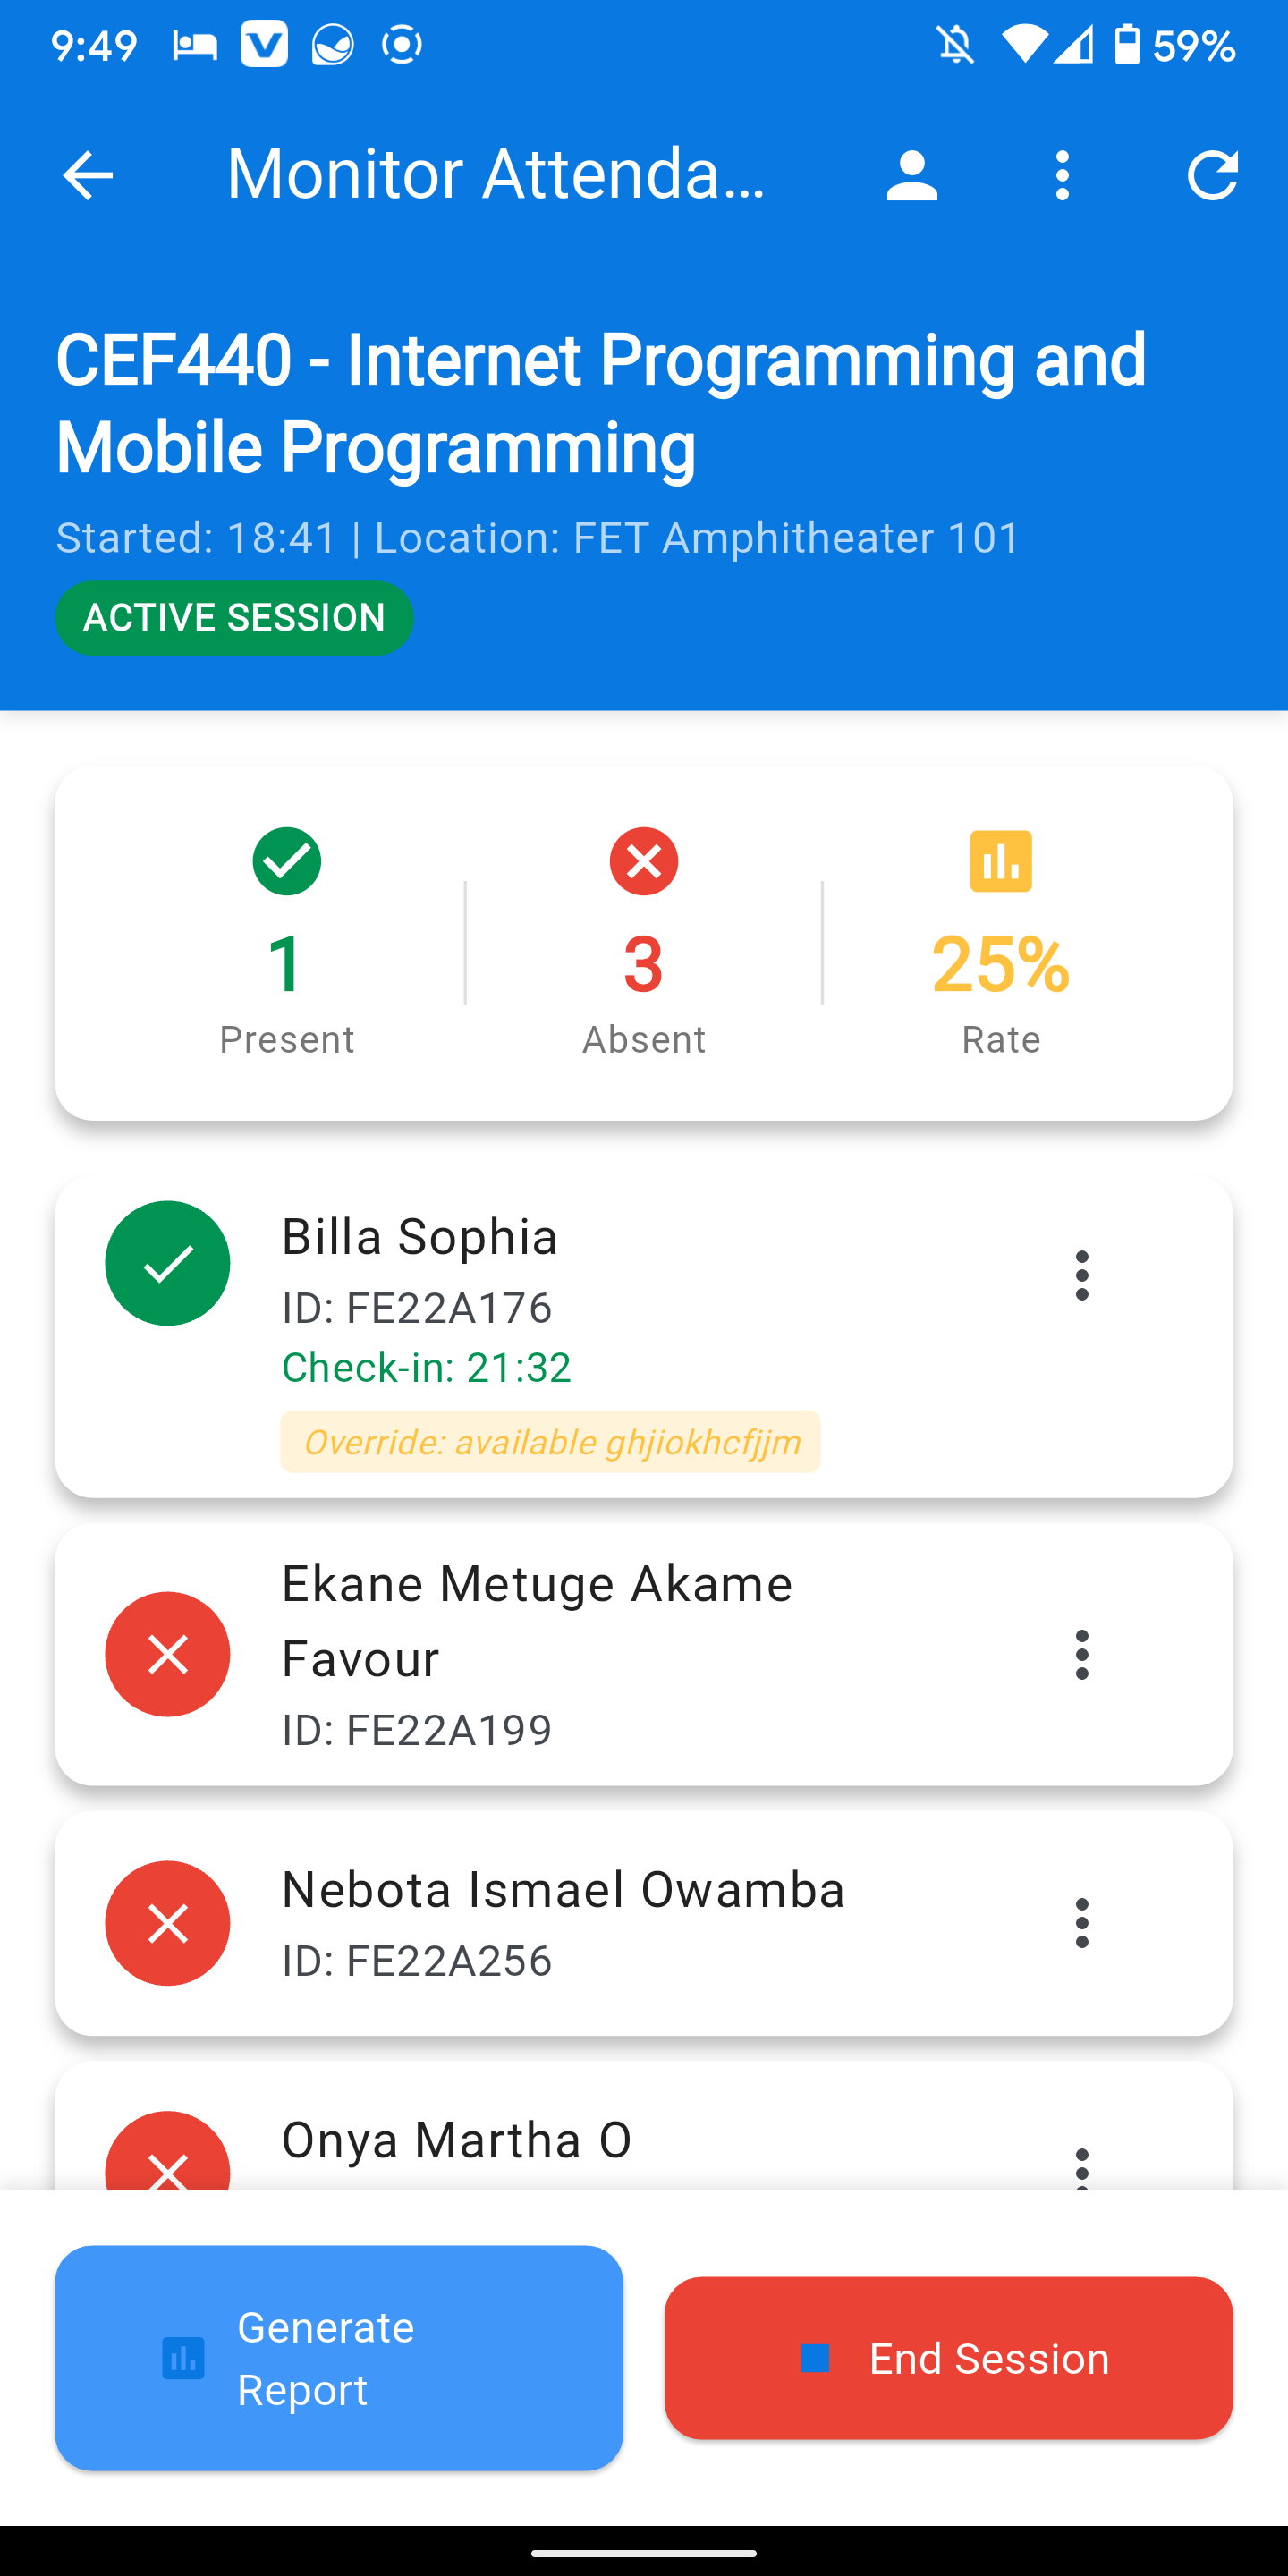 9:49
59%
Monitor Attenda...
CEF440 - Internet Programming and
Mobile Programming
Started: 18:41 | Location: FET Amphitheater 101
ACTIVE SESSION
1
Present
3
Absent
25%
Rate
Billa Sophia
ID: FE22A176
Check-in: 21:32
Override: available ghjiokhcfjjm
Ekane Metuge Akame
Favour
ID: FE22A199
Nebota Ismael Owamba
ID: FE22A256
Onya Martha O
Generate
Report
End Session